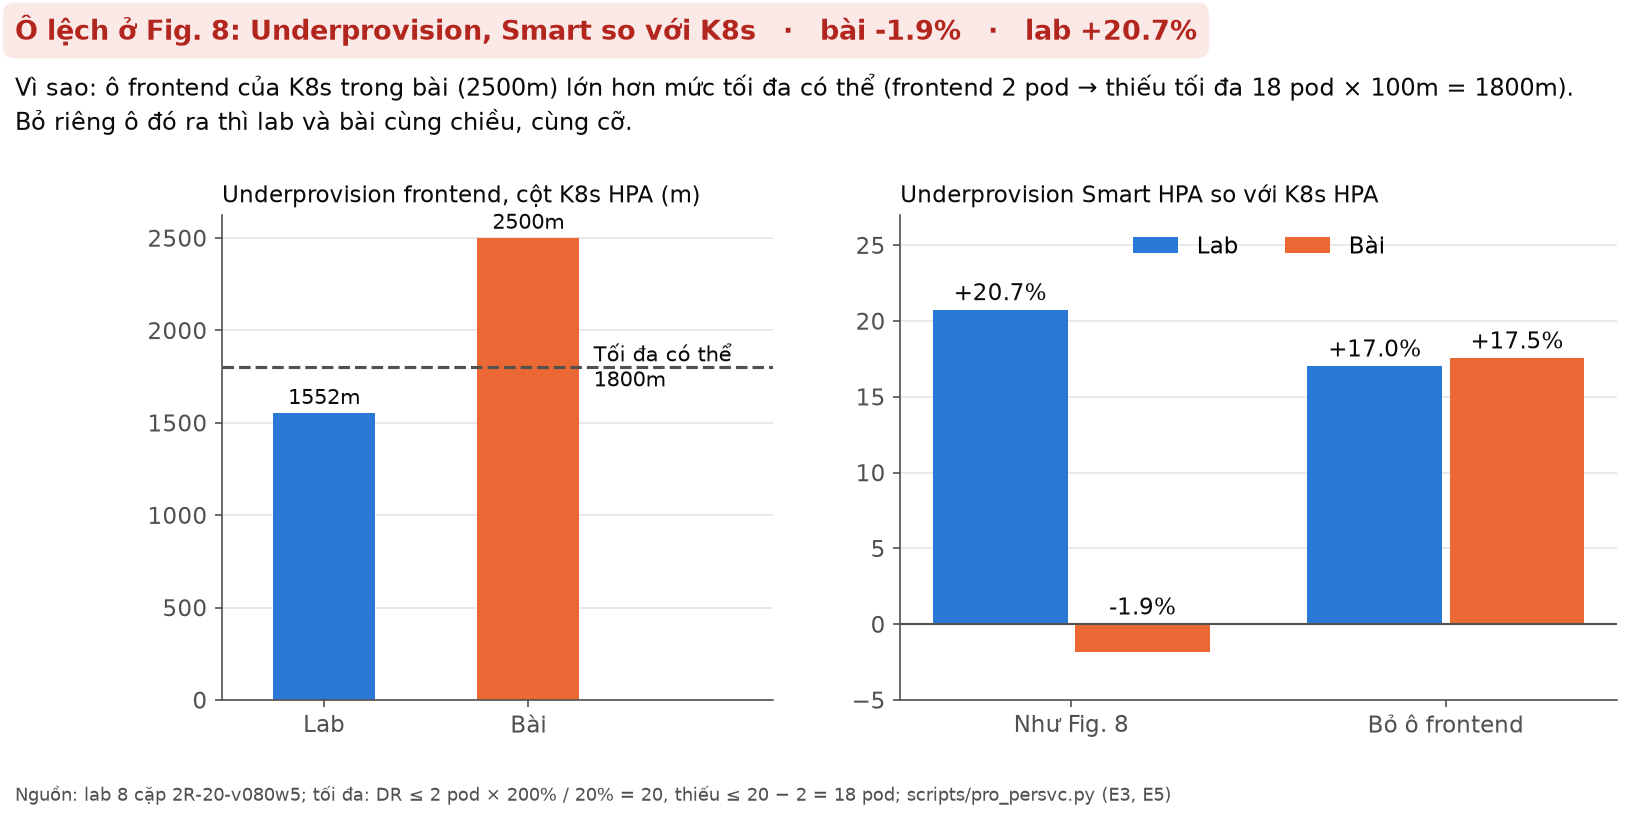 Ô lệch ở Fig. 8: Underprovision, Smart so với K8s · bài -1.9% · lab +20.7%
Vì sao: ô frontend của K8s trong bài (2500m) lớn hơn mức tối đa có thể (frontend 2 pod → thiếu tối đa 18 pod × 100m = 1800m).
Bỏ riêng ô đó ra thì lab và bài cùng chiều, cùng cỡ.
Underprovision frontend, cột K8s HPA (m)
2500m
2500
2000
Tối đa có thể
1800m
1552m
1500
1000
500
0
Lab
Bài
Underprovision Smart HPA so với K8s HPA
25
Lab
Bài
+20.7%
20
+17.0%
+17.5%
15
10
5
-1.9%
0
−5
Như Fig. 8
Bỏ ô frontend
Nguồn: lab 8 cặp 2R-20-v080w5; tối đa: DR ≤ 2 pod × 200% / 20% = 20, thiếu ≤ 20 − 2 = 18 pod; scripts/pro_persvc.py (E3, E5)